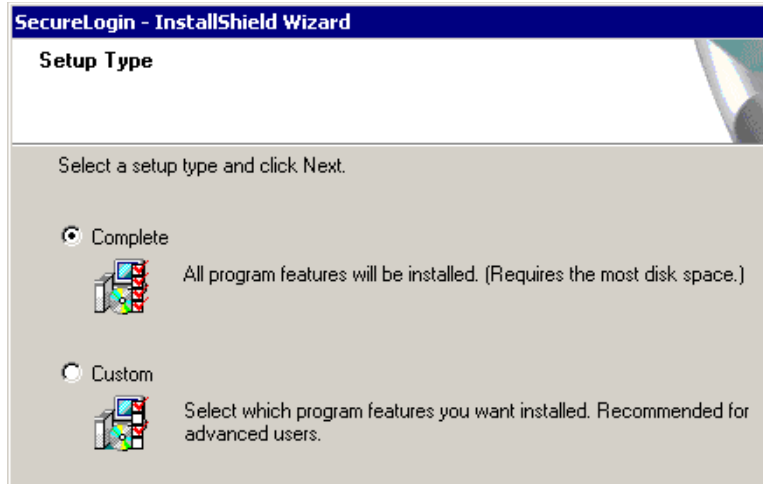 SecureLogin - InstallShield Wizard
Setup Type
Select a setup type and click Next.
Complete
All program features will be installed. (Requires the most disk space.)
Custom
Select which program features you want installed. Recommended for
advanced users.